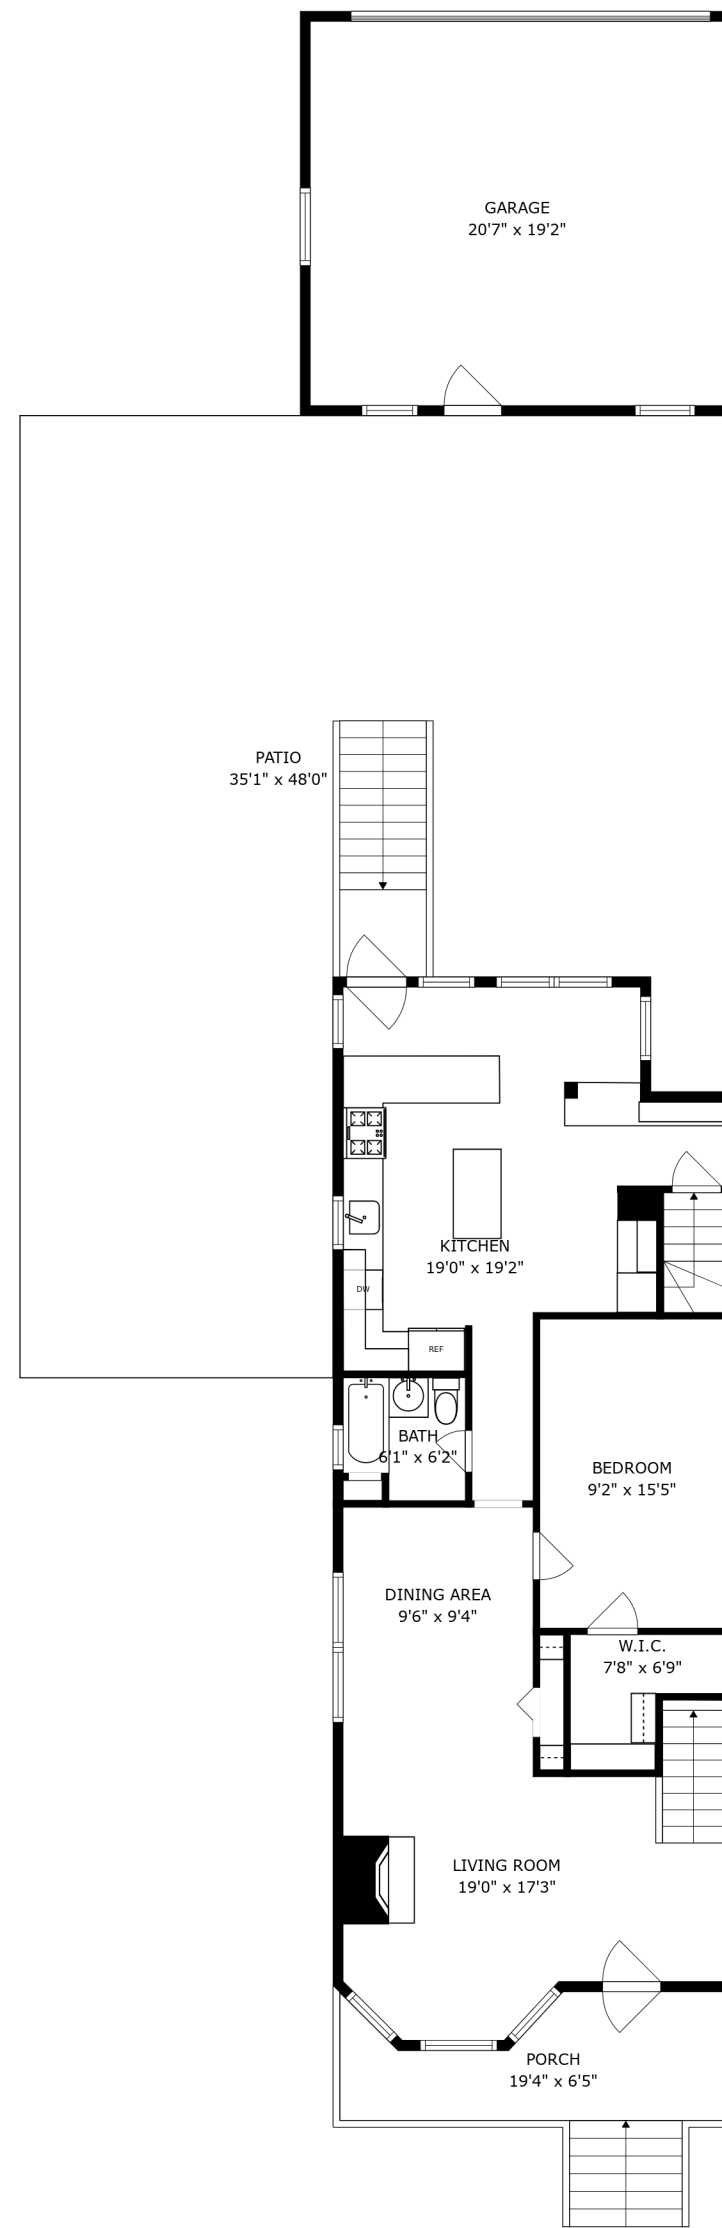 GARAGE
20'7" x 19'2"
PATIO
35'1" x 48'0"
KITCHEN
19'0" x 19'2"
DW
REF
BATH
6'1" x 6'2"
BEDROOM
9'2" x 15'5"
DINING AREA
9'6" x 9'4"
W.I.C.
7'8" x 6'9"
LIVING ROOM
19'0" x 17'3"
PORCH
19'4" x 6'5"